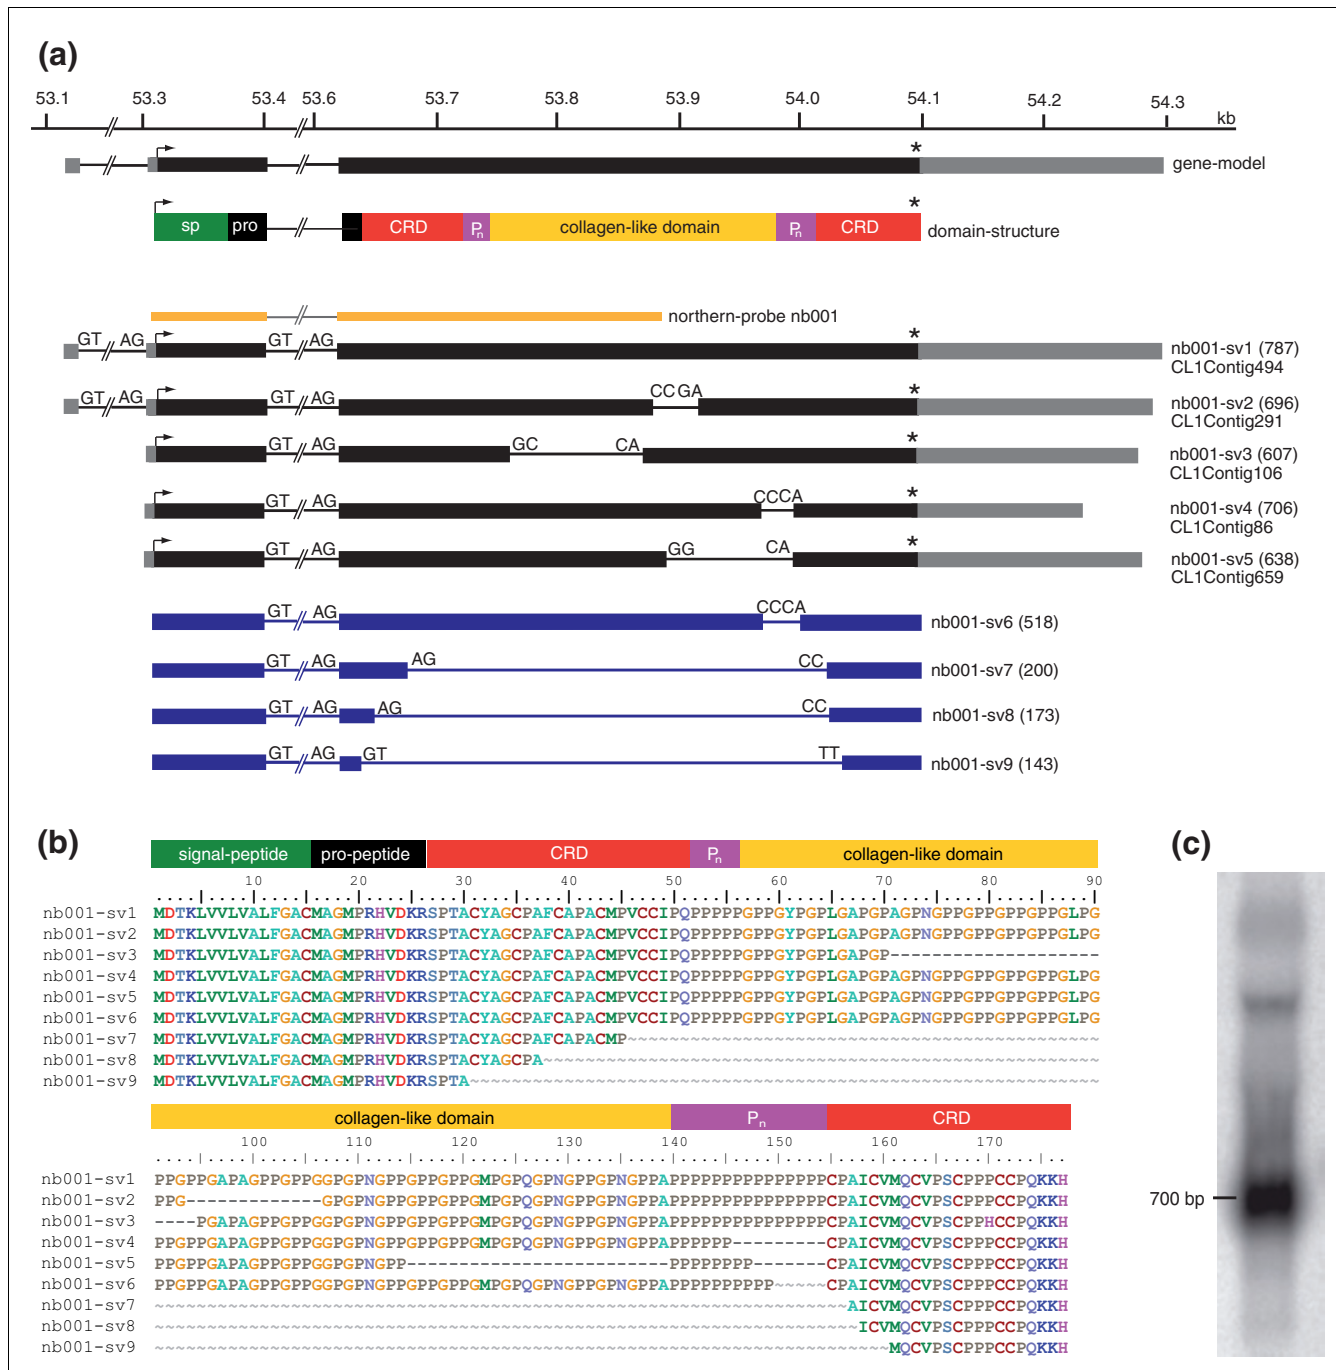 (a)
53.1 53.3 53.4 53.6 53.7 53.8 53.9 54.0 54.1 54.2 54.3
kb
* gene-model
*
sp pro CRD Pn collagen-like domain Pn CRD domain-structure
northern-probe nb001
GT AG GT AG * nb001-sv1 (787)
CL1Contig494
GT AG GT AG CC GA * nb001-sv2 (696)
CL1Contig291
GT AG GC CA * nb001-sv3 (607)
CL1Contig106
GT AG CCCA * nb001-sv4 (706)
CL1Contig86
GT AG GG CA * nb001-sv5 (638)
CL1Contig659
GT AG CCCA nb001-sv6 (518)
GT AG AG CC nb001-sv7 (200)
GT AG AG CC nb001-sv8 (173)
GT AG GT TT nb001-sv9 (143)
(b)
signal-peptide pro-peptide CRD Pn collagen-like domain
10 20 30 40 50 60 70 80 90
nb001-sv1 MDTKLVVLVALFGACMAGMPRHVDKRSPTACYAGCPAFCAPACMPVCCIPQPPPPPGPPGYPGPLGAPGPAGPNGPPGPPGPPGPPGLPG
nb001-sv2 MDTKLVVLVALFGACMAGMPRHVDKRSPTACYAGCPAFCAPACMPVCCIPQPPPPPGPPGYPGPLGAPGPAGPNGPPGPPGPPGPPGLPG
nb001-sv3 MDTKLVVLVALFGACMAGMPRHVDKRSPTACYAGCPAFCAPACMPVCCIPQPPPPPGPPGYPGPLGAPGP--------------------
nb001-sv4 MDTKLVVLVALFGACMAGMPRHVDKRSPTACYAGCPAFCAPACMPVCCIPQPPPPPGPPGYPGPLGAPGPAGPNGPPGPPGPPGPPGLPG
nb001-sv5 MDTKLVVLVALFGACMAGMPRHVDKRSPTACYAGCPAFCAPACMPVCCIPQPPPPPGPPGYPGPLGAPGPAGPNGPPGPPGPPGPPGLPG
nb001-sv6 MDTKLVVLVALFGACMAGMPRHVDKRSPTACYAGCPAFCAPACMPVCCIPQPPPPPGPPGYPGPLGAPGPAGPNGPPGPPGPPGPPGLPG
nb001-sv7 MDTKLVVLVALFGACMAGMPRHVDKRSPTACYAGCPAFCAPACMP~~~~~~~~~~~~~~~~~~~~~~~~~~~~~~~~~~~~~~~~~~~~~
nb001-sv8 MDTKLVVLVALFGACMAGMPRHVDKRSPTACYAGCPA~~~~~~~~~~~~~~~~~~~~~~~~~~~~~~~~~~~~~~~~~~~~~~~~~~~~~
nb001-sv9 MDTKLVVLVALFGACMAGMPRHVDKRSPTA~~~~~~~~~~~~~~~~~~~~~~~~~~~~~~~~~~~~~~~~~~~~~~~~~~~~~~~~~~~~
collagen-like domain Pn CRD
100 110 120 130 140 150 160 170
nb001-sv1 PPGPPGAPAGPPGPPGGPGPNGPPGPPGPPGMPGPQGPNGPPGPNGPPAPPPPPPPPPPPPPPPCPAICVMQCVPSCPPPCCPQKKH
nb001-sv2 PPG-------------GPGPNGPPGPPGPPGMPGPQGPNGPPGPNGPPAPPPPPPPPPPPPPPPCPAICVMQCVPSCPPPCCPQKKH
nb001-sv3 ----PGAPAGPPGPPGGPGPNGPPGPPGPPGMPGPQGPNGPPGPNGPPAPPPPPPPPPPPPPPPCPAICVMQCVPSCPPHCCPQKKH
nb001-sv4 PPGPPGAPAGPPGPPGGPGPNGPPGPPGPPGMPGPQGPNGPPGPNGPPAPPPPPP---------CPAICVMQCVPSCPPPCCPQKKH
nb001-sv5 PPGPPGAPAGPPGPPGGPGPNGPP-------------------------PPPPPPPP-------CPAICVMQCVPSCPPPCCPQKKH
nb001-sv6 PPGPPGAPAGPPGPPGGPGPNGPPGPPGPPGMPGPQGPNGPPGPNGPPAPPPPPPPPPP~~~~~CPAICVMQCVPSCPPPCCPQKKH
nb001-sv7 ~~~~~~~~~~~~~~~~~~~~~~~~~~~~~~~~~~~~~~~~~~~~~~~~~~~~~~~~~~~~~~~~~~AICVMQCVPSCPPPCCPQKKH
nb001-sv8 ~~~~~~~~~~~~~~~~~~~~~~~~~~~~~~~~~~~~~~~~~~~~~~~~~~~~~~~~~~~~~~~~~~~ICVMQCVPSCPPPCCPQKKH
nb001-sv9 ~~~~~~~~~~~~~~~~~~~~~~~~~~~~~~~~~~~~~~~~~~~~~~~~~~~~~~~~~~~~~~~~~~~~~~MQCVPSCPPPCCPQKKH
(c)
700 bp